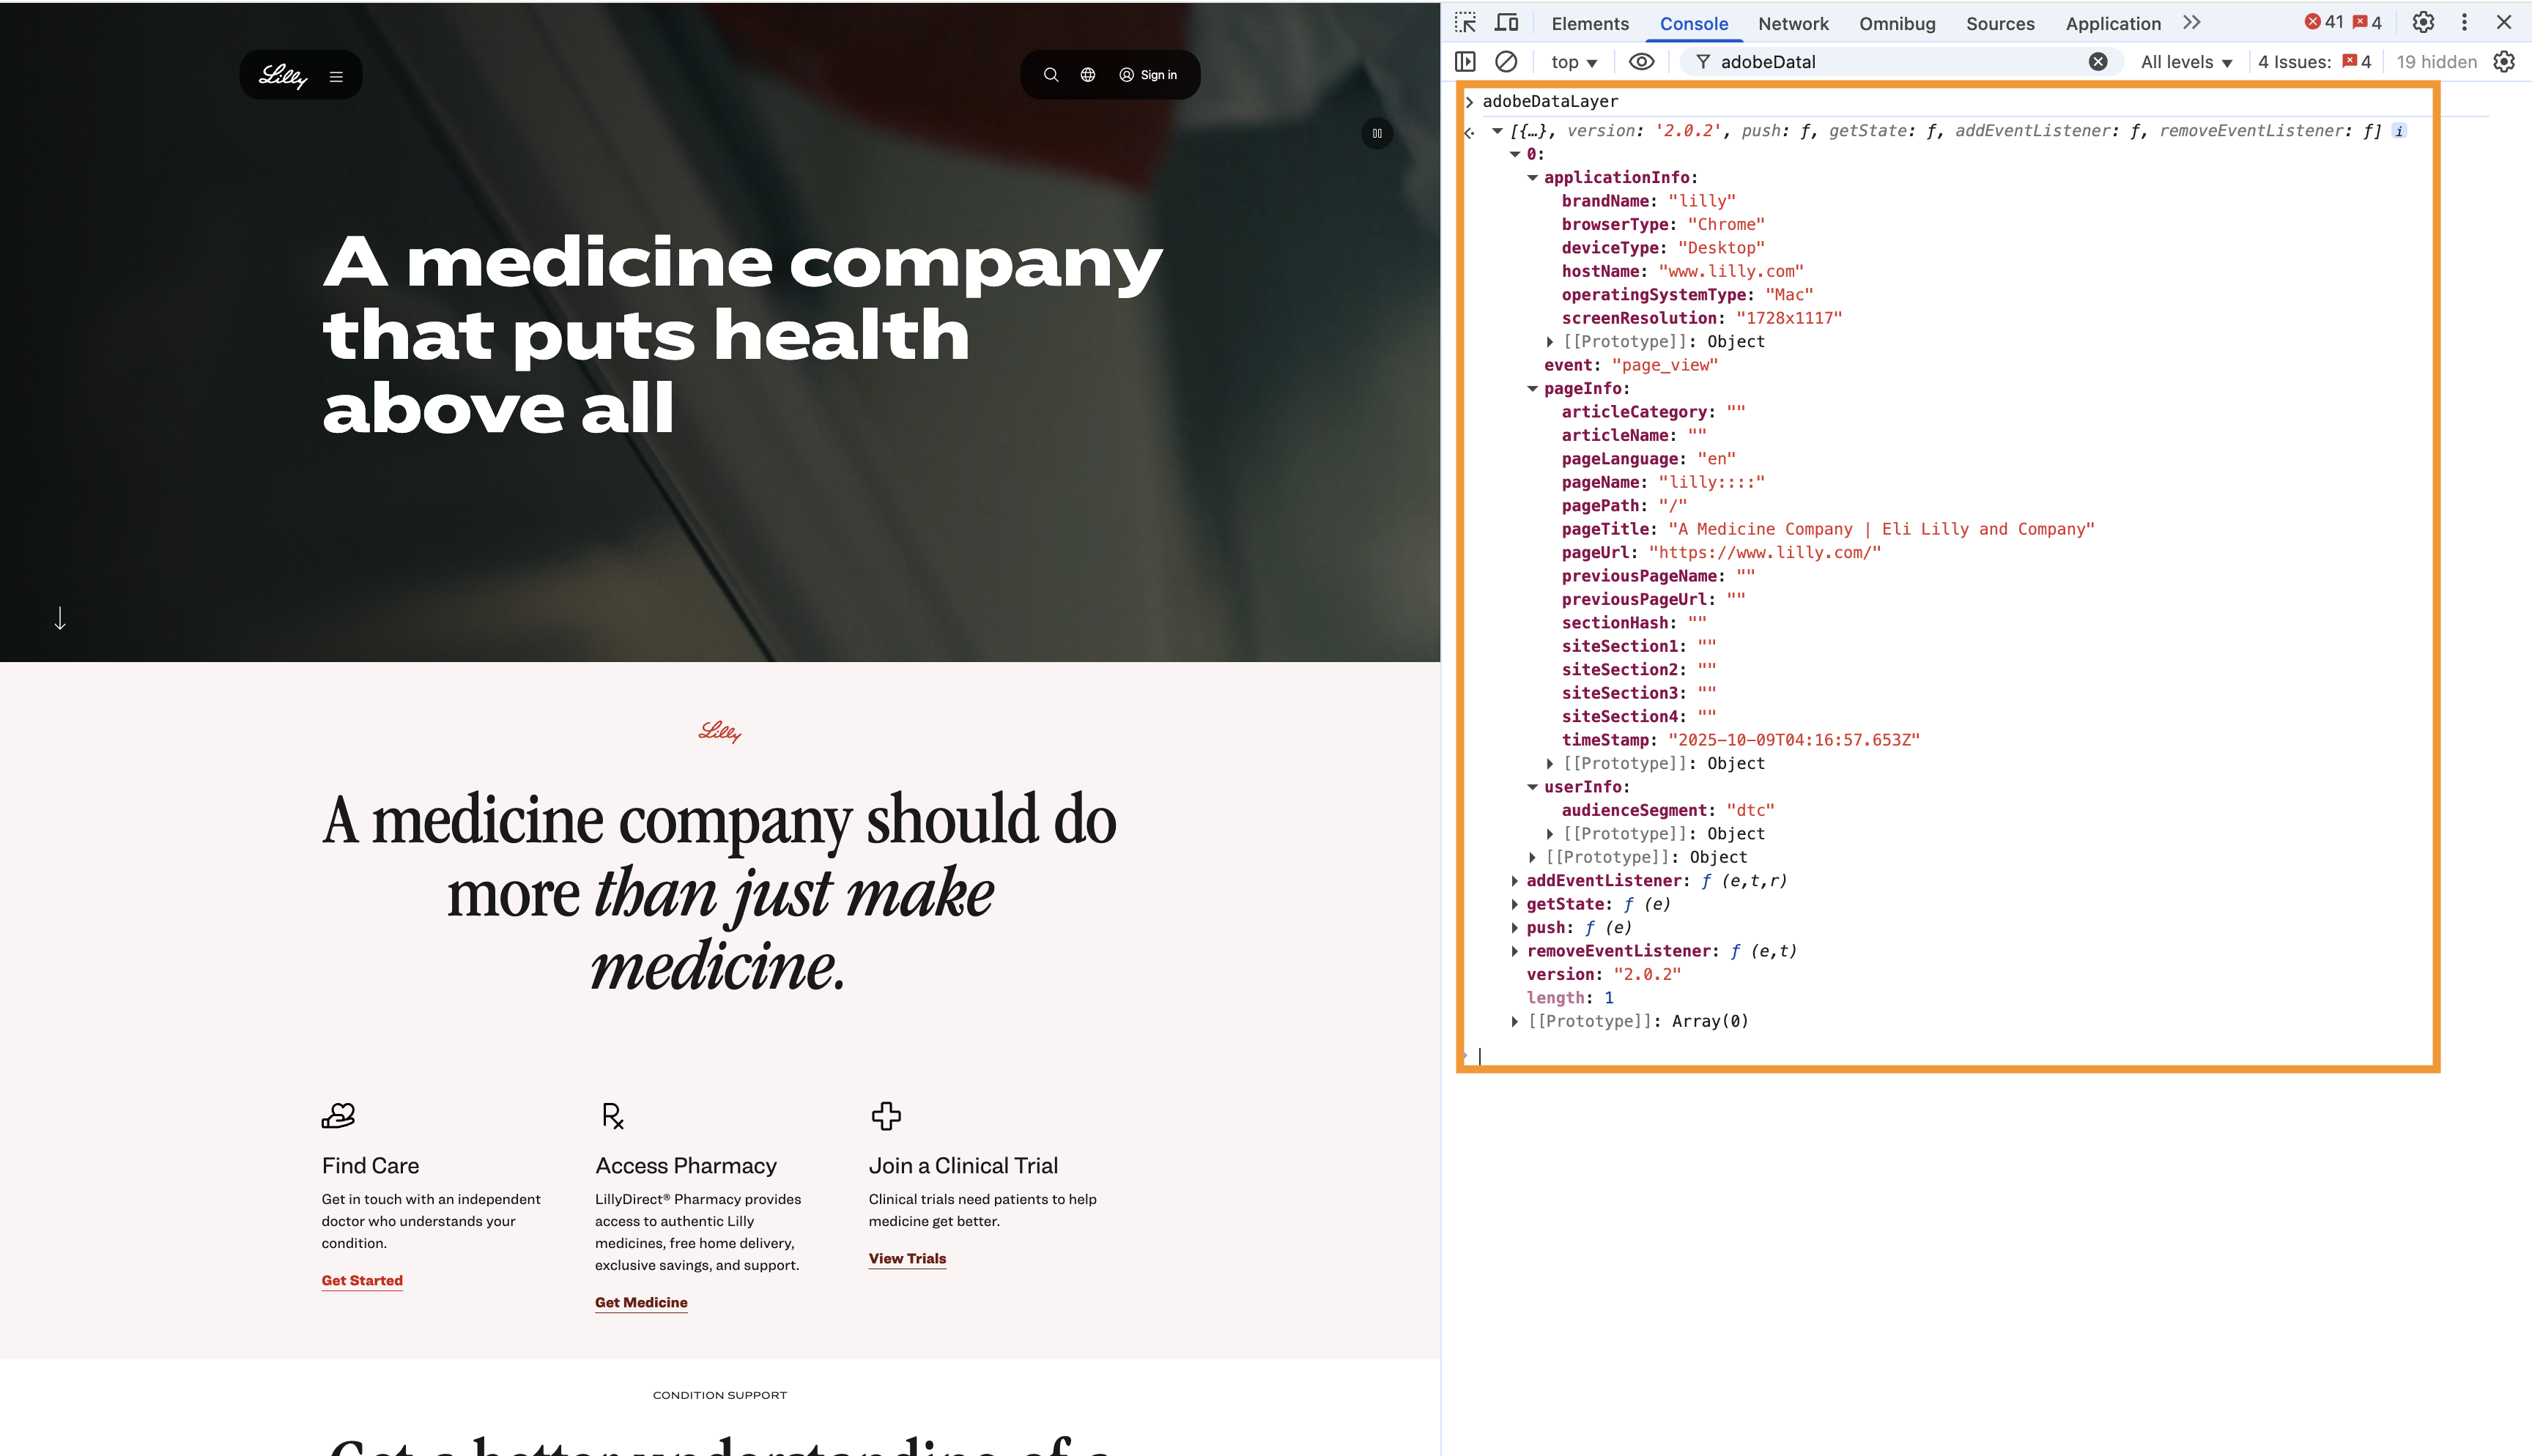 Lilly
Sign in
A medicine company
that puts health
above all
Lilly
A medicine company should do
more than just make
medicine.
Find Care
Get in touch with an independent
doctor who understands your
condition.
Get Started
Access Pharmacy
LillyDirect® Pharmacy provides
access to authentic Lilly
medicines, free home delivery,
exclusive savings, and support.
Get Medicine
Join a Clinical Trial
Clinical trials need patients to help
medicine get better.
View Trials
CONDITION SUPPORT
Get a better understanding of a
Elements Console Network Omnibug Sources Application 41 4
top adobeDatal All levels 4 Issues: 4 19 hidden
adobeDataLayer
[{…}, version: '2.0.2', push: ƒ, getState: ƒ, addEventListener: ƒ, removeEventListener: ƒ] i
0:
applicationInfo:
brandName: "lilly"
browserType: "Chrome"
deviceType: "Desktop"
hostName: "www.lilly.com"
operatingSystemType: "Mac"
screenResolution: "1728x1117"
[[Prototype]]: Object
event: "page_view"
pageInfo:
articleCategory: ""
articleName: ""
pageLanguage: "en"
pageName: "lilly::::"
pagePath: "/"
pageTitle: "A Medicine Company | Eli Lilly and Company"
pageUrl: "https://www.lilly.com/"
previousPageName: ""
previousPageUrl: ""
sectionHash: ""
siteSection1: ""
siteSection2: ""
siteSection3: ""
siteSection4: ""
timeStamp: "2025-10-09T04:16:57.653Z"
[[Prototype]]: Object
userInfo:
audienceSegment: "dtc"
[[Prototype]]: Object
[[Prototype]]: Object
addEventListener: ƒ (e,t,r)
getState: ƒ (e)
push: ƒ (e)
removeEventListener: ƒ (e,t)
version: "2.0.2"
length: 1
[[Prototype]]: Array(0)